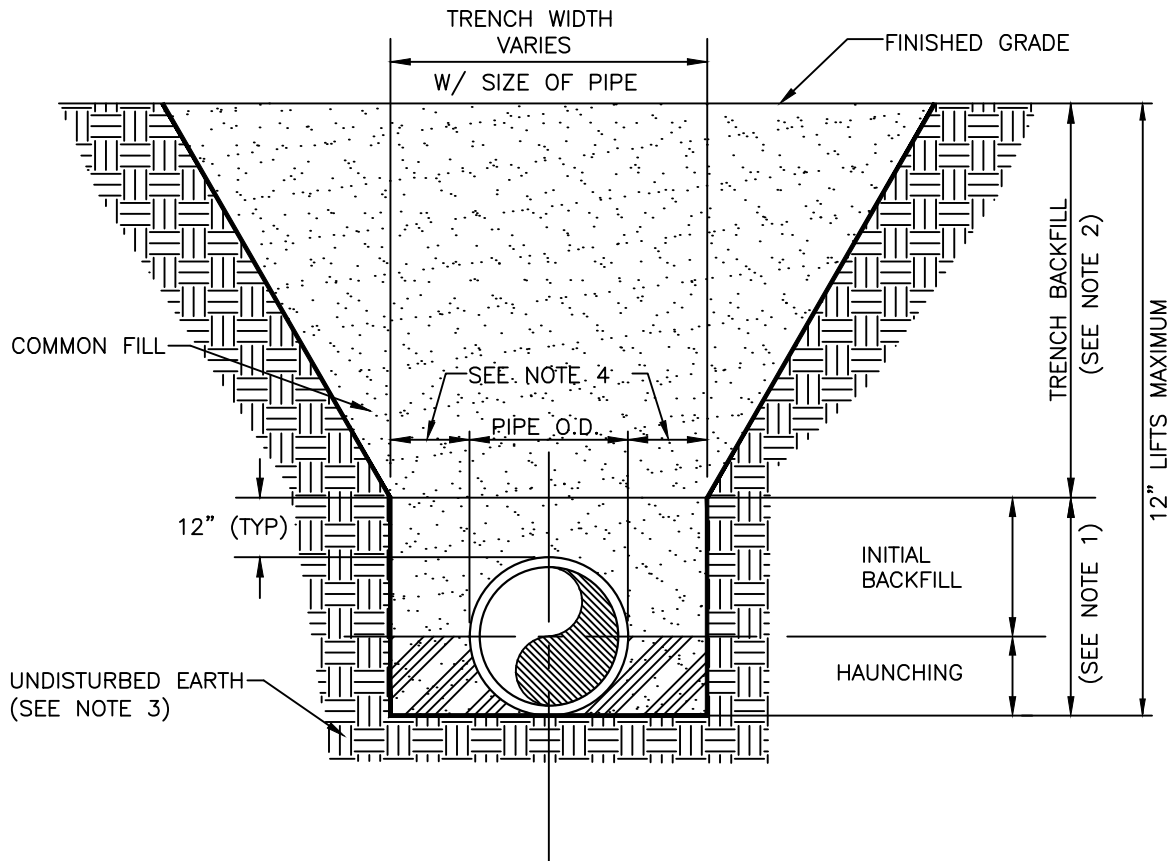 TRENCH WIDTH
VARIES
W/ SIZE OF PIPE
FINISHED GRADE
TRENCH BACKFILL
(SEE NOTE 2)
12" LIFTS MAXIMUM
COMMON FILL
SEE NOTE 4
PIPE O.D.
12" (TYP)
INITIAL
BACKFILL
(SEE NOTE 1)
HAUNCHING
UNDISTURBED EARTH
(SEE NOTE 3)